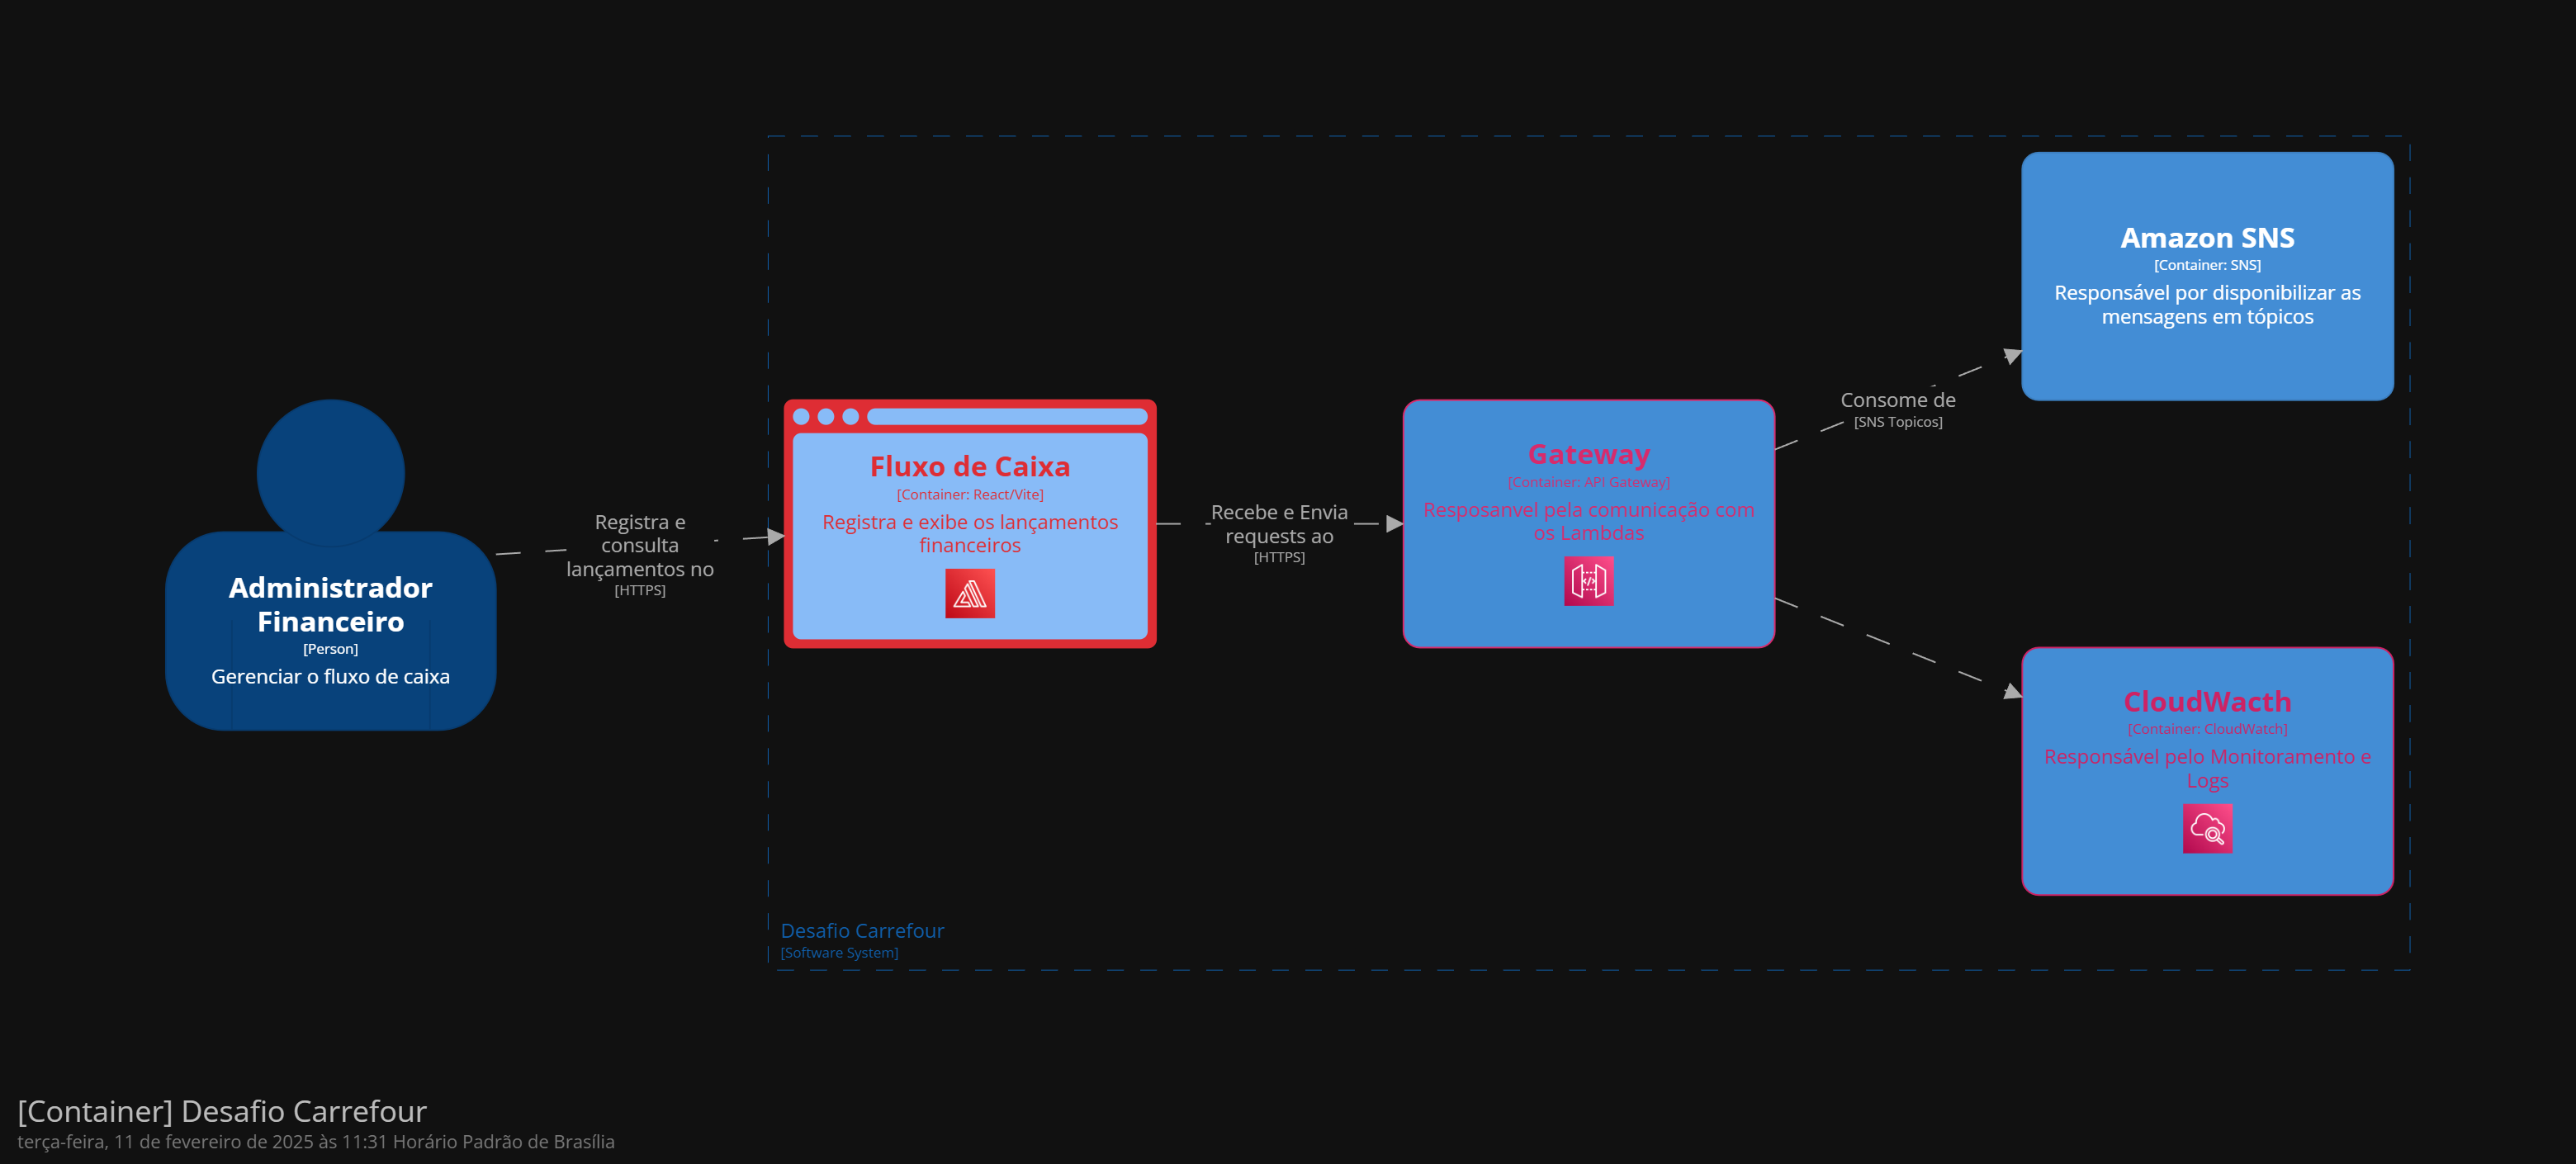 Administrador
Financeiro
[Person]
Gerenciar o fluxo de caixa
Registra e
consulta
lançamentos no
[HTTPS]
Fluxo de Caixa
[Container: React/Vite]
Registra e exibe os lançamentos
financeiros
Recebe e Envia
requests ao
[HTTPS]
Gateway
[Container: API Gateway]
Resposanvel pela comunicação com
os Lambdas
Consome de
[SNS Topicos]
Amazon SNS
[Container: SNS]
Responsável por disponibilizar as
mensagens em tópicos
CloudWacth
[Container: CloudWatch]
Responsável pelo Monitoramento e
Logs
Desafio Carrefour
[Software System]
[Container] Desafio Carrefour
terça-feira, 11 de fevereiro de 2025 às 11:31 Horário Padrão de Brasília